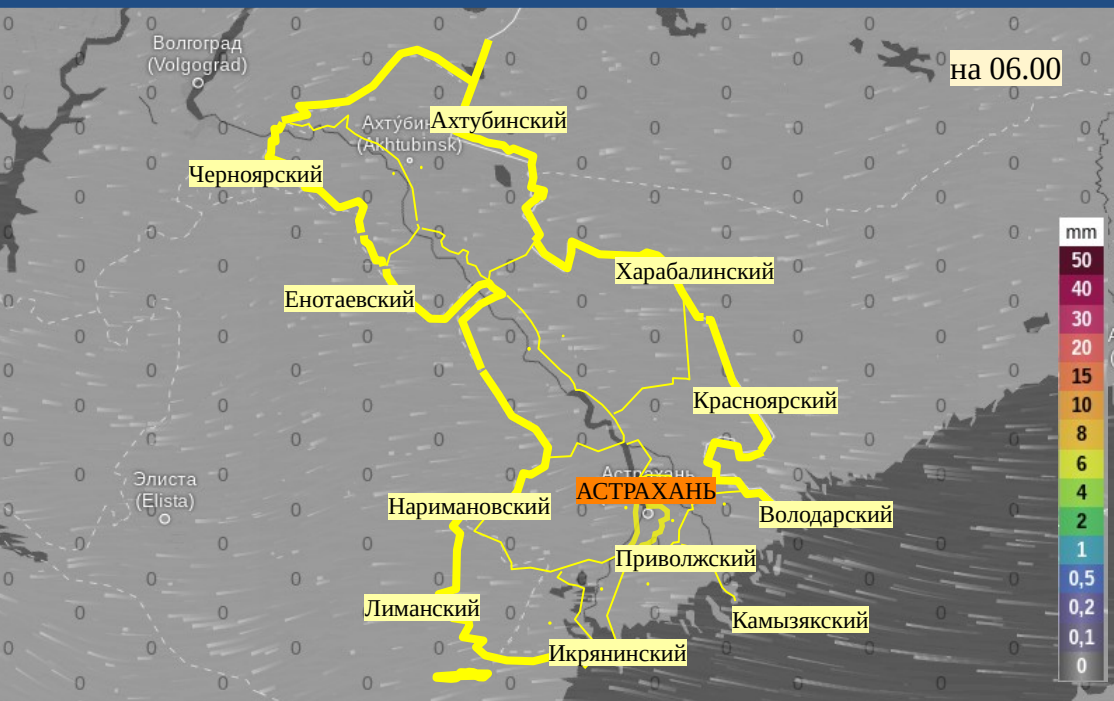 Волгоград
(Volgograd)
на 06.00
Ахтубинский
(Akhtubinsk)
Черноярский
mm
50
Харабалинский
40
Енотаевский
30
20
15
Красноярский
10
8
6
Элиста
(Elista)
Астрахань
АСТРАХАНЬ
4
Наримановский
Володарский
2
1
Приволжский
0,5
Лиманский
0,2
Камызякский
0,1
Икрянинский
0